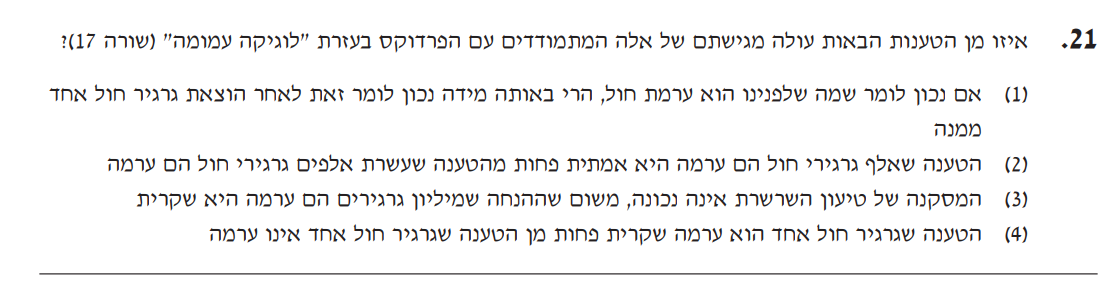 21. איזו מן הטענות הבאות עולה מגישתם של אלה המתמודדים עם הפרדוקס בעזרת "לוגיקה עמומה" (שורה 17)?
(1) אם נכון לומר שמה שלפנינו הוא ערמת חול, הרי באותה מידה נכון לומר זאת לאחר הוצאת גרגיר חול אחד
ממנה
(2) הטענה שאלף גרגירי חול הם ערמה היא אמתית פחות מהטענה שעשרת אלפים גרגירי חול הם ערמה
(3) המסקנה של טיעון השרשרת אינה נכונה, משום שההנחה שמיליון גרגירים הם ערמה היא שקרית
(4) הטענה שגרגיר חול אחד הוא ערמה שקרית פחות מן הטענה שגרגיר חול אחד אינו ערמה